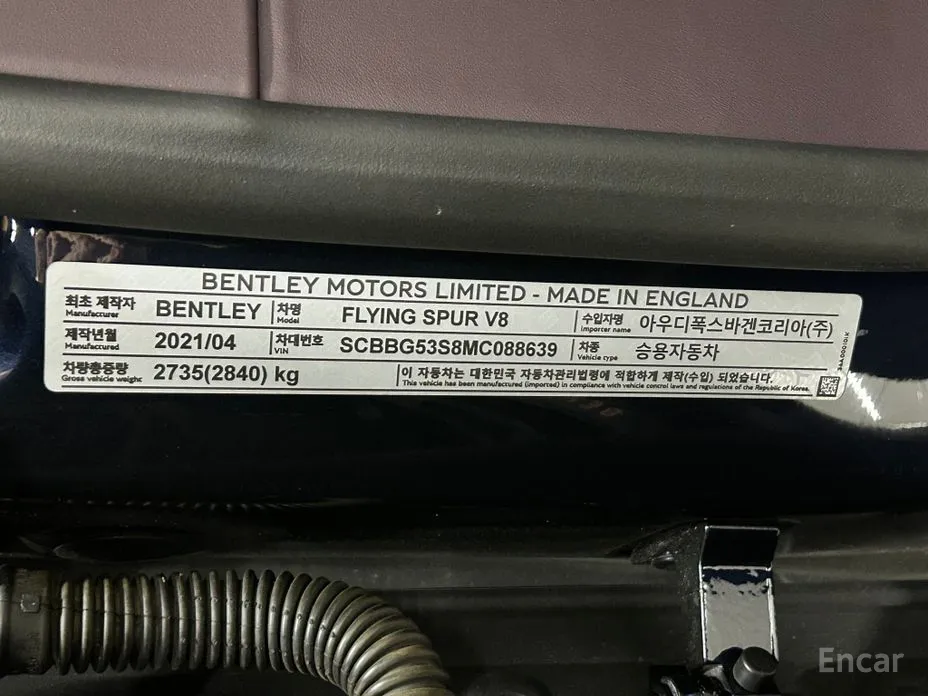 BENTLEY MOTORS LIMITED - MADE IN ENGLAND
최초 제작자 Manufacturer BENTLEY 차명 Model FLYING SPUR V8 수입자명 Importer name 아우디폭스바겐코리아(주)
제작년월 Manufactured 2021/04 차대번호 VIN SCBBG53S8MC088639 차종 Vehicle type 승용자동차
차량총중량 Gross vehicle weight 2735(2840) kg 이 자동차는 대한민국 자동차관리법령에 적합하게 제작(수입) 되었습니다.
This vehicle has been manufactured (imported) in compliance with vehicle control laws and regulations of the Republic of Korea.
Encar